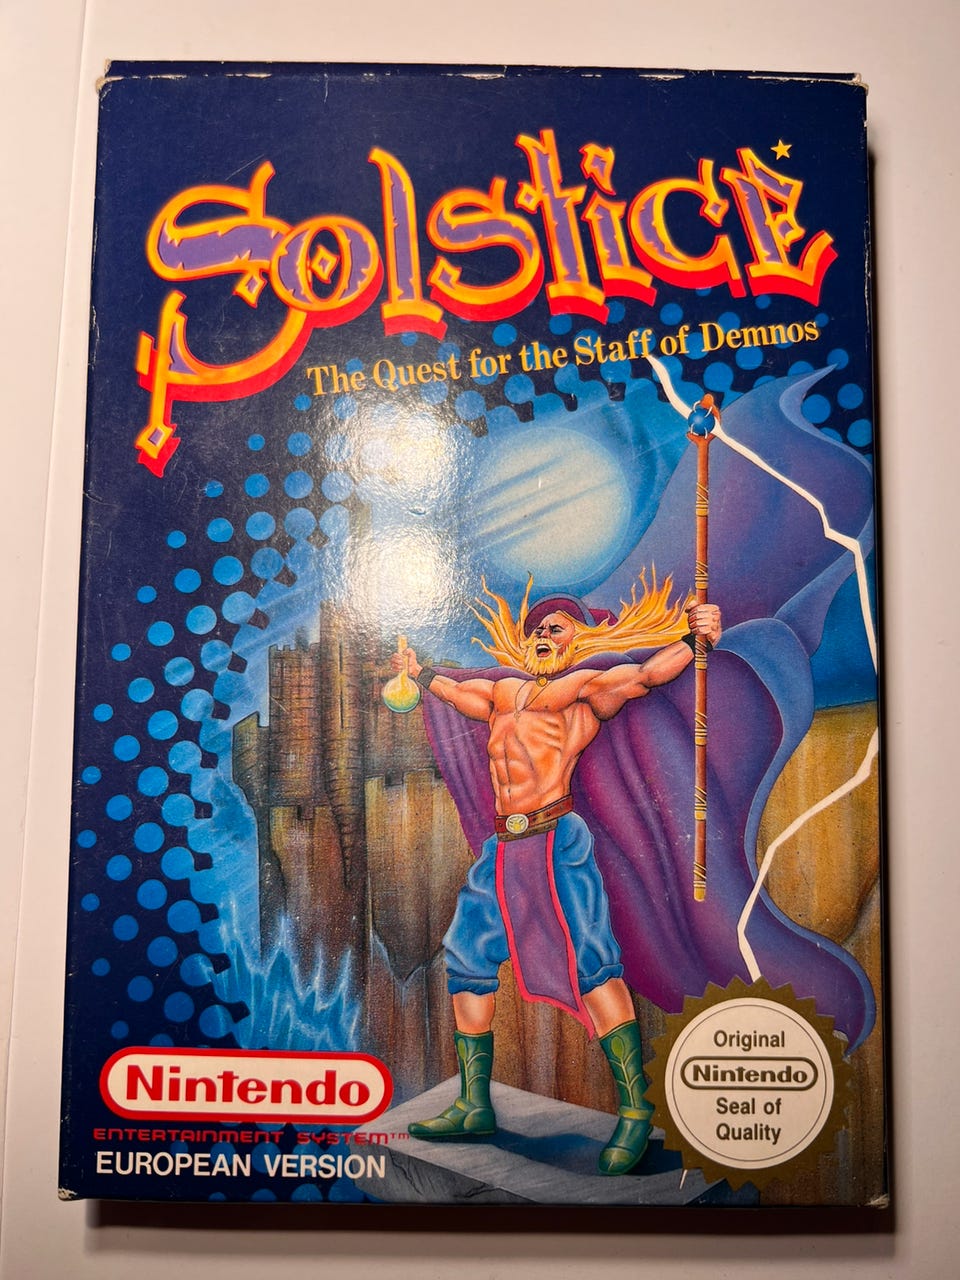 Solstice
The Quest for the Staff of Demnos
Nintendo
ENTERTAINMENT SYSTEM™
EUROPEAN VERSION
Original
Nintendo
Seal of
Quality